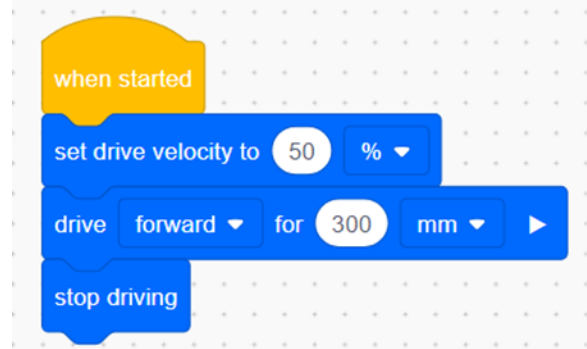 when started
set drive velocity to 50 %
drive forward for 300 mm
stop driving